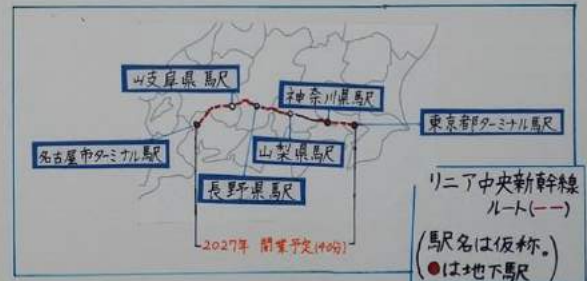 岐阜県駅
神奈川県駅
東京都ターミナル駅
名古屋市ターミナル駅
山梨県駅
長野県駅
リニア中央新幹線
ルート(---)
2027年 開業予定(40分)
(駅名は仮称。
●は地下駅)